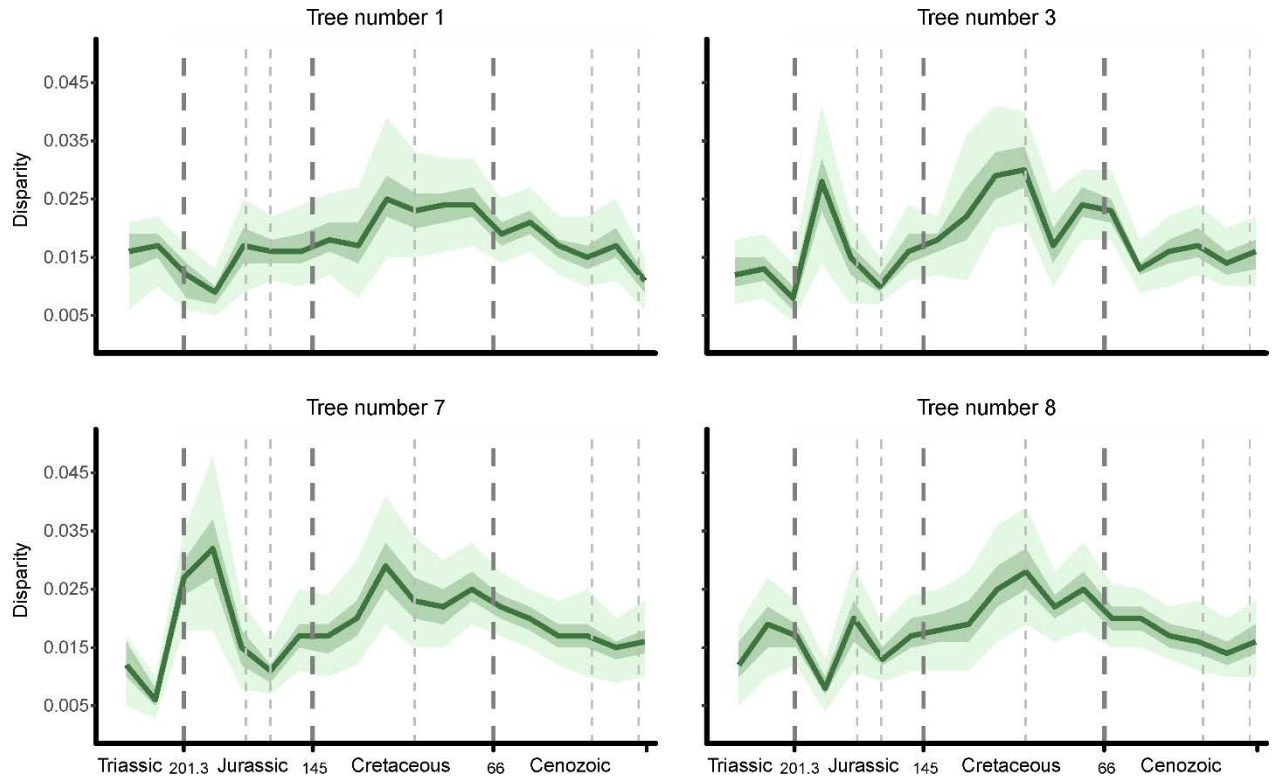 Tree number 1
Tree number 3
0.045
0.035
0.025
0.015
0.005
Disparity
Tree number 7
Tree number 8
0.045
0.035
0.025
0.015
0.005
Disparity
Triassic 201.3 Jurassic 145 Cretaceous 66 Cenozoic
Triassic 201.3 Jurassic 145 Cretaceous 66 Cenozoic